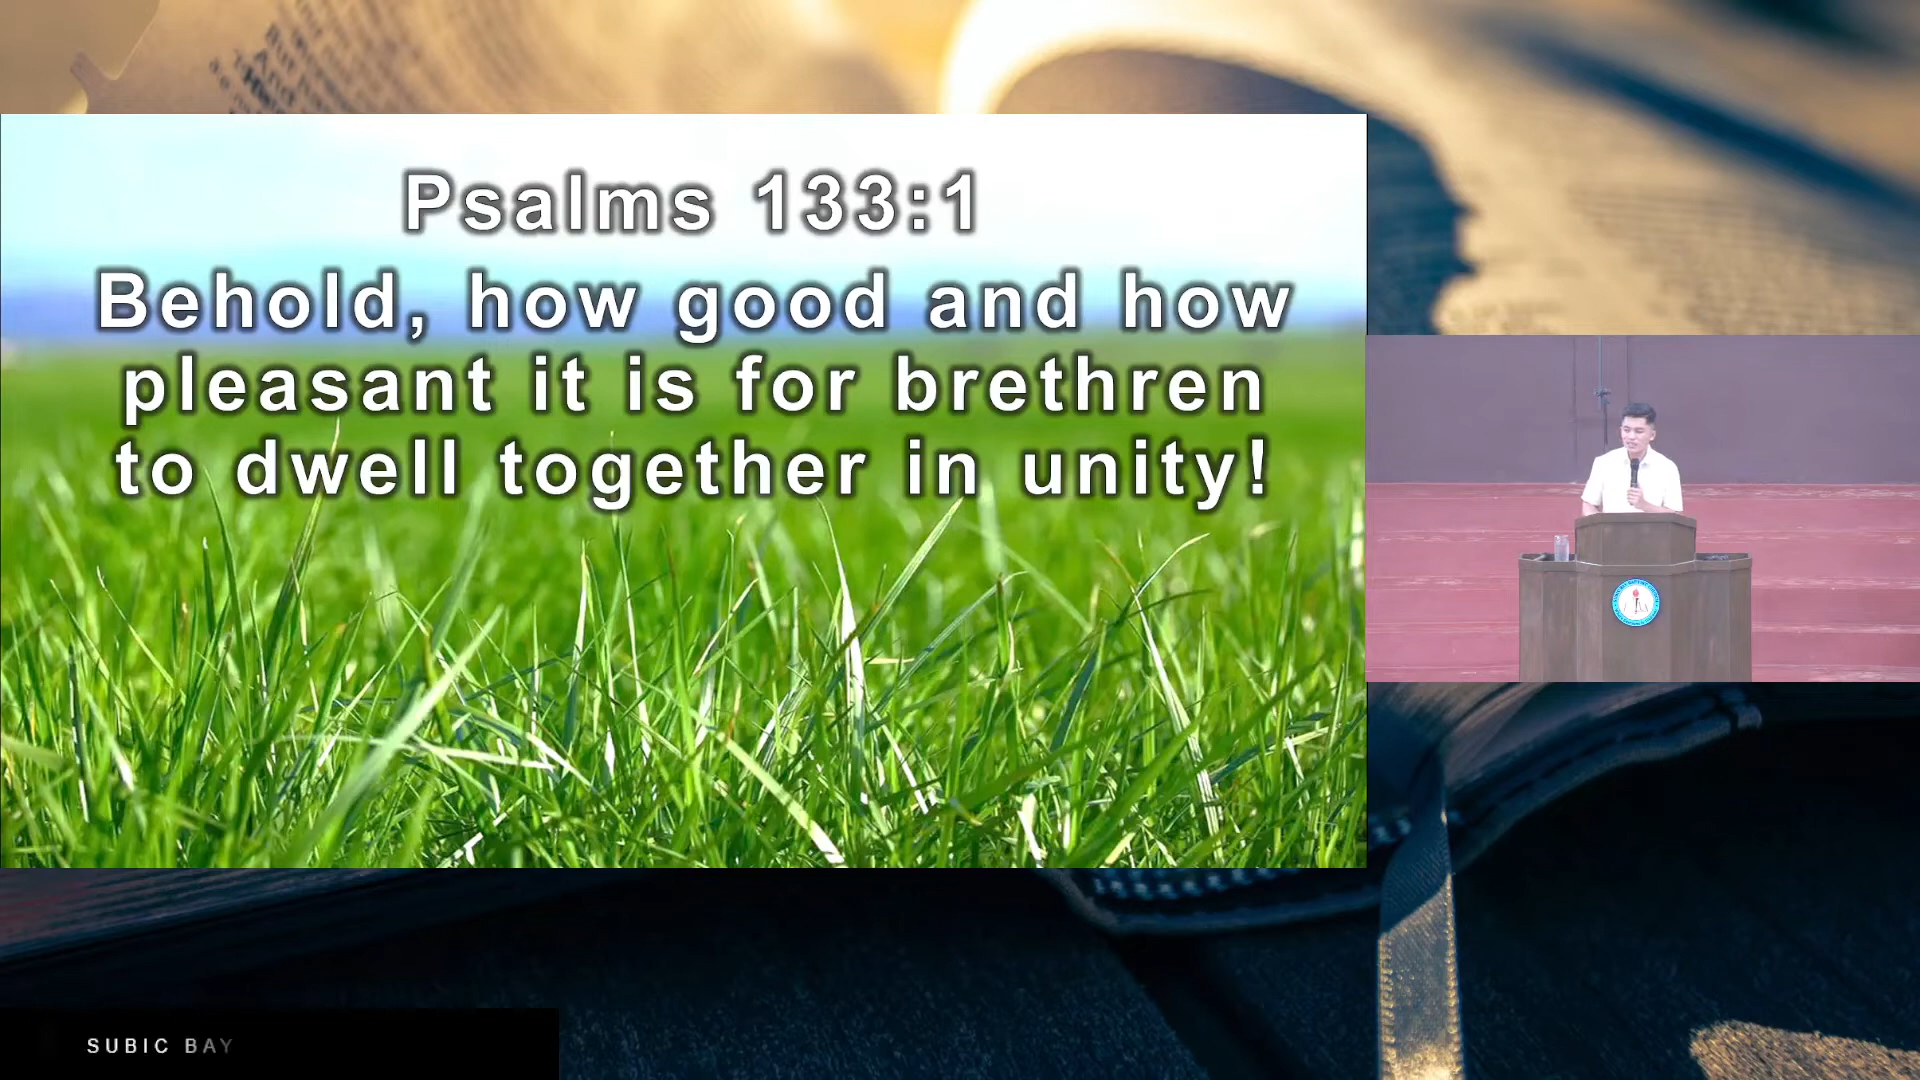 Psalms 133:1
Behold, how good and how
pleasant it is for brethren
to dwell together in unity!
SUBIC BAY